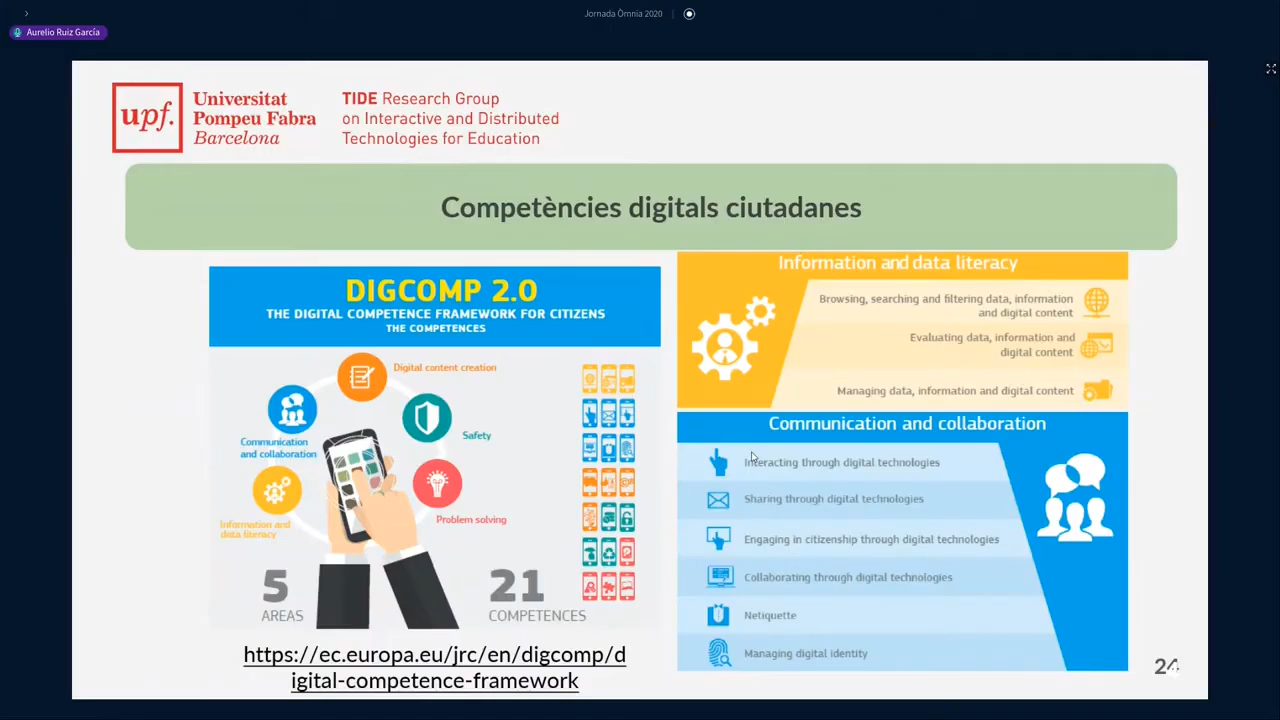 Jornada Òmnia 2020
Aurelio Ruiz García
upf.
Universitat
Pompeu Fabra
Barcelona
TIDE Research Group
on Interactive and Distributed
Technologies for Education
Competències digitals ciutadanes
DIGCOMP 2.0
THE DIGITAL COMPETENCE FRAMEWORK FOR CITIZENS
THE COMPETENCES
Digital content creation
Communication
and collaboration
Safety
Information and
data literacy
Problem solving
5
AREAS
21
COMPETENCES
https://ec.europa.eu/jrc/en/digcomp/d
igital-competence-framework
Information and data literacy
Browsing, searching and filtering data, information
and digital content
Evaluating data, information and
digital content
Managing data, information and digital content
Communication and collaboration
Interacting through digital technologies
Sharing through digital technologies
Engaging in citizenship through digital technologies
Collaborating through digital technologies
Netiquette
Managing digital identity
24